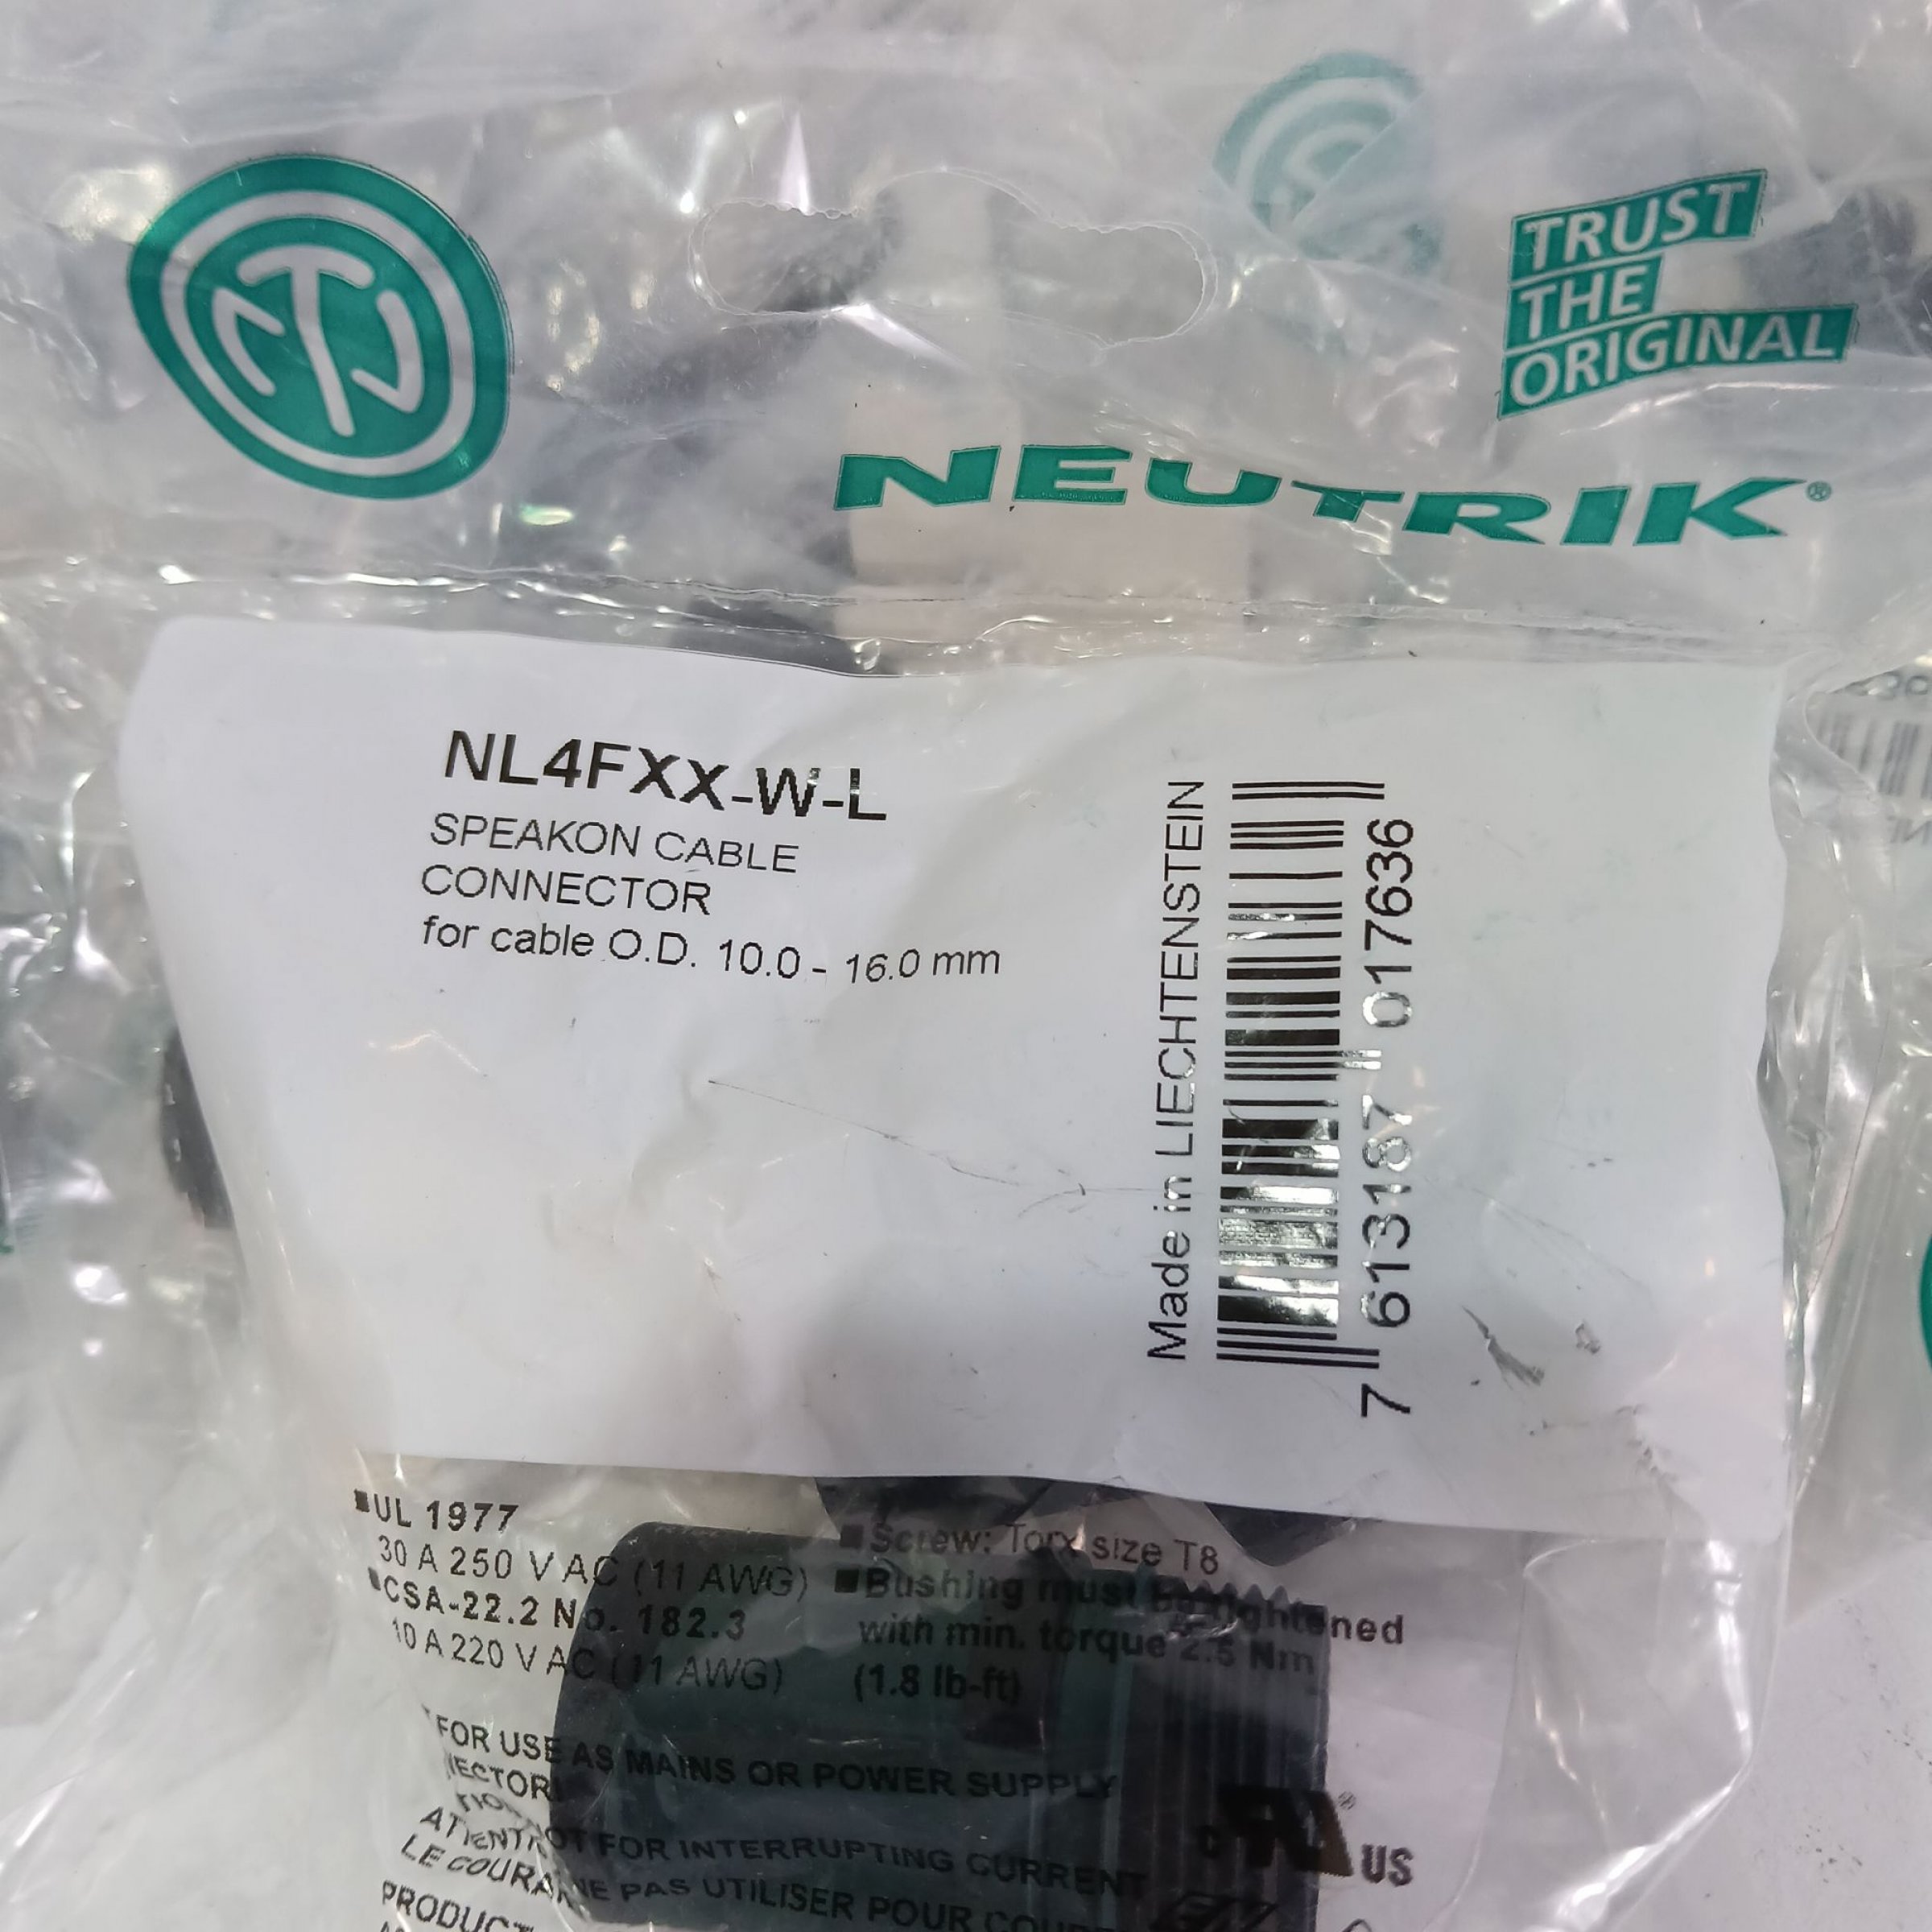 TRUST
THE
ORIGINAL
NEUTRIK®
NL4FXX-W-L
SPEAKON CABLE
CONNECTOR
for cable O.D. 10.0 - 16.0 mm
Made in LIECHTENSTEIN
7 613187 017636
■UL 1977
30 A 250 V AC (11 AWG)
■CSA-22.2 No. 182.3
10 A 220 V AC (11 AWG)
■Screw: Torx size T8
■Bushing must be tightened
with min. torque 2.5 Nm
(1.8 lb-ft)
FOR USE AS MAINS OR POWER SUPPLY
FOR INTERRUPTING CURRENT
PAS UTILISER POUR
LE
c US